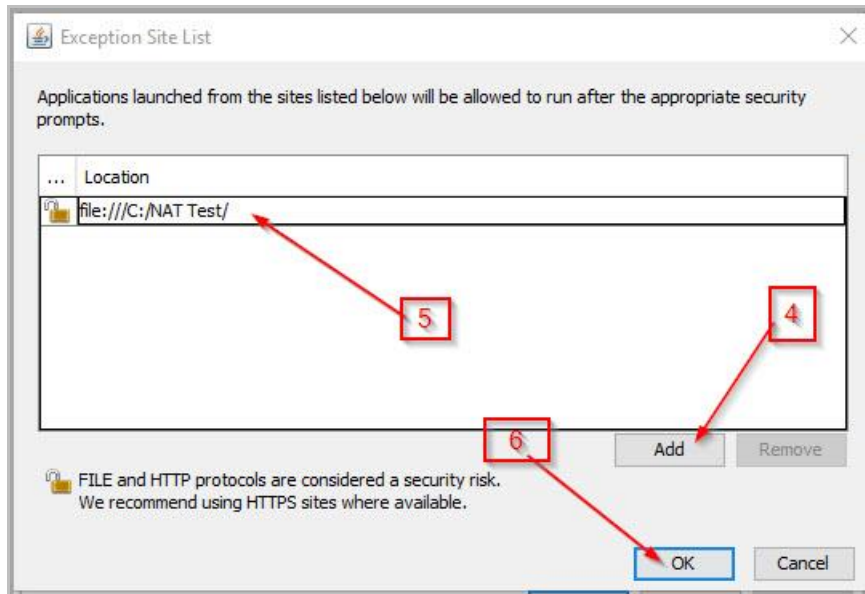 Exception Site List
Applications launched from the sites listed below will be allowed to run after the appropriate security
prompts.
... Location
file:///C:/NAT Test/
5
4
6
Add Remove
FILE and HTTP protocols are considered a security risk.
We recommend using HTTPS sites where available.
OK Cancel